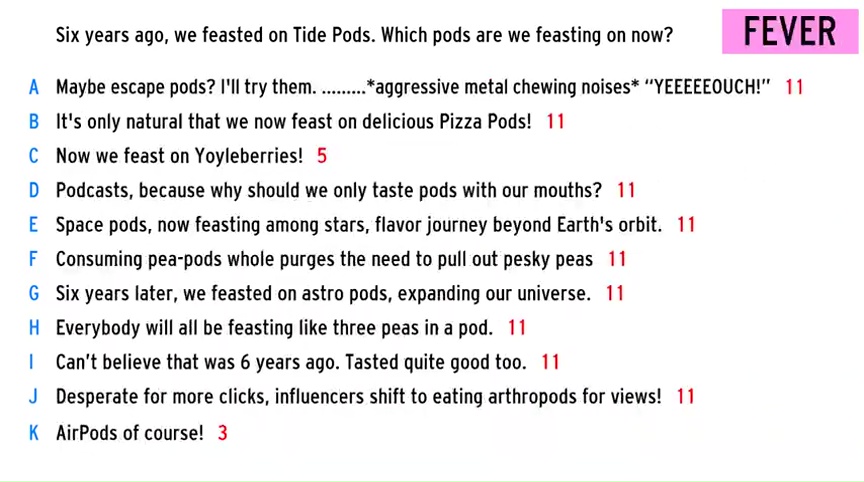 Six years ago, we feasted on Tide Pods. Which pods are we feasting on now?
FEVER
A Maybe escape pods? I'll try them. .........*aggressive metal chewing noises* “YEEEEEOUCH!” 11
B It's only natural that we now feast on delicious Pizza Pods! 11
C Now we feast on Yoyleberries! 5
D Podcasts, because why should we only taste pods with our mouths? 11
E Space pods, now feasting among stars, flavor journey beyond Earth's orbit. 11
F Consuming pea-pods whole purges the need to pull out pesky peas 11
G Six years later, we feasted on astro pods, expanding our universe. 11
H Everybody will all be feasting like three peas in a pod. 11
I Can’t believe that was 6 years ago. Tasted quite good too. 11
J Desperate for more clicks, influencers shift to eating arthropods for views! 11
K AirPods of course! 3